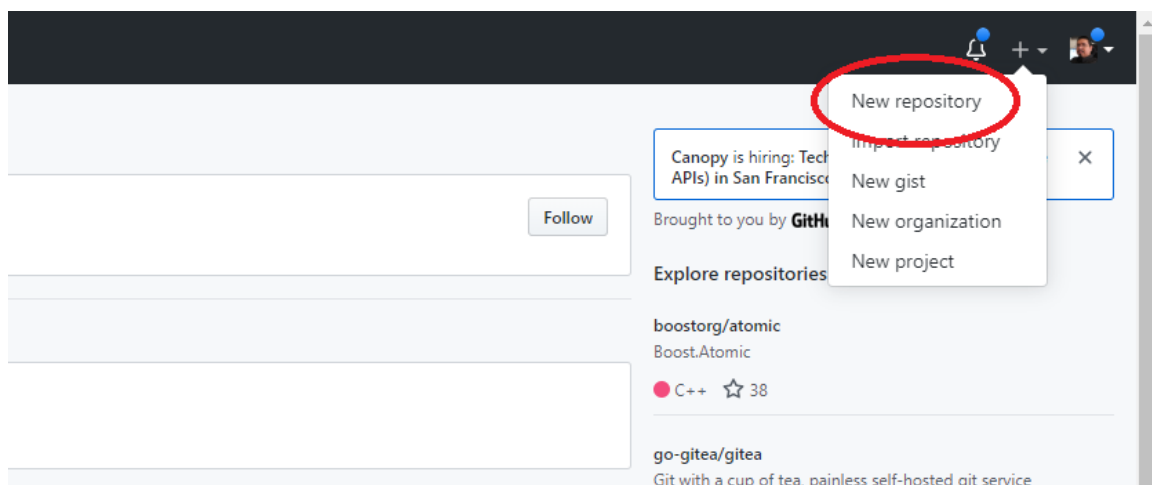 New repository
Import repository
New gist
New organization
New project
Canopy is hiring: Tech
APIs) in San Francisco
Follow
Brought to you by
Explore repositories
boostorg/atomic
Boost.Atomic
C++ 38
go-gitea/gitea
Git with a cup of tea, painless self-hosted git service